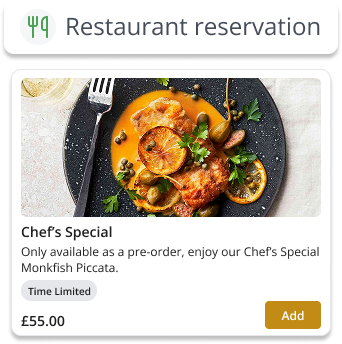 Restaurant reservation
Chef's Special
Only available as a pre-order, enjoy our Chef's Special
Monkfish Piccata.
Time Limited
£55.00
Add